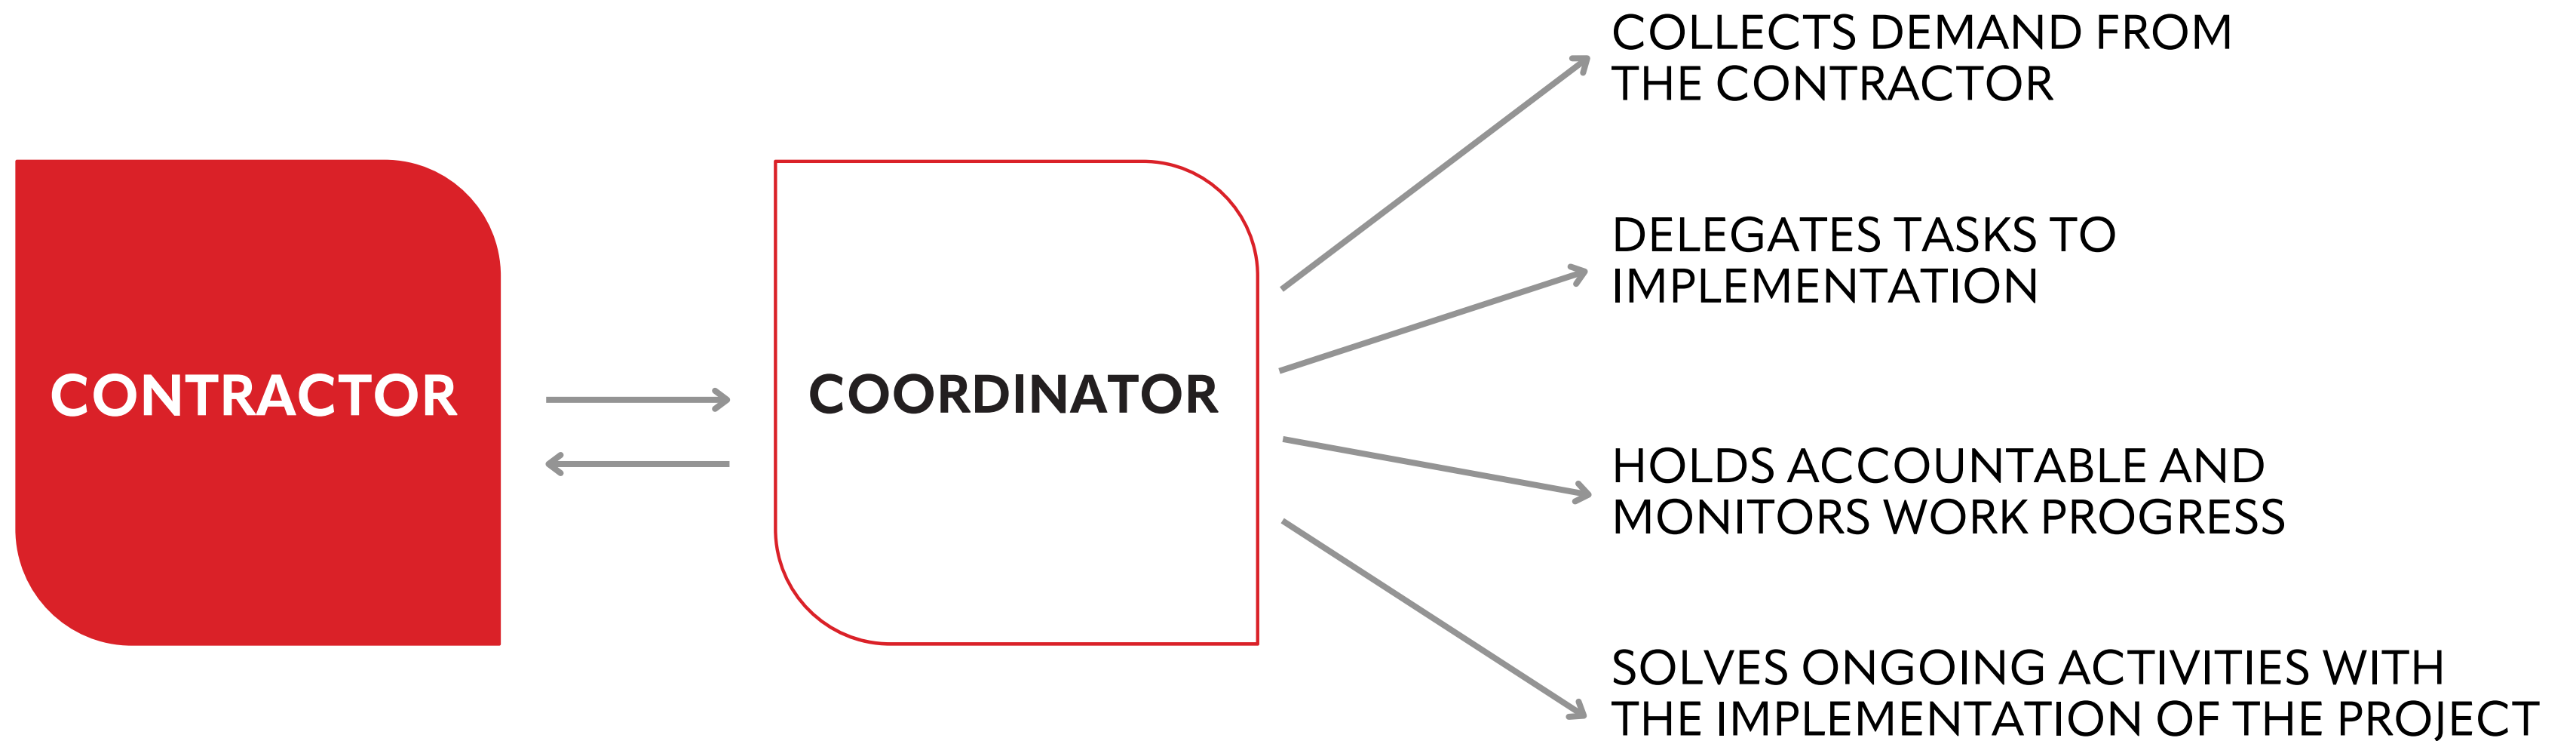 CONTRACTOR
COORDINATOR
COLLECTS DEMAND FROM
THE CONTRACTOR
DELEGATES TASKS TO
IMPLEMENTATION
HOLDS ACCOUNTABLE AND
MONITORS WORK PROGRESS
SOLVES ONGOING ACTIVITIES WITH
THE IMPLEMENTATION OF THE PROJECT